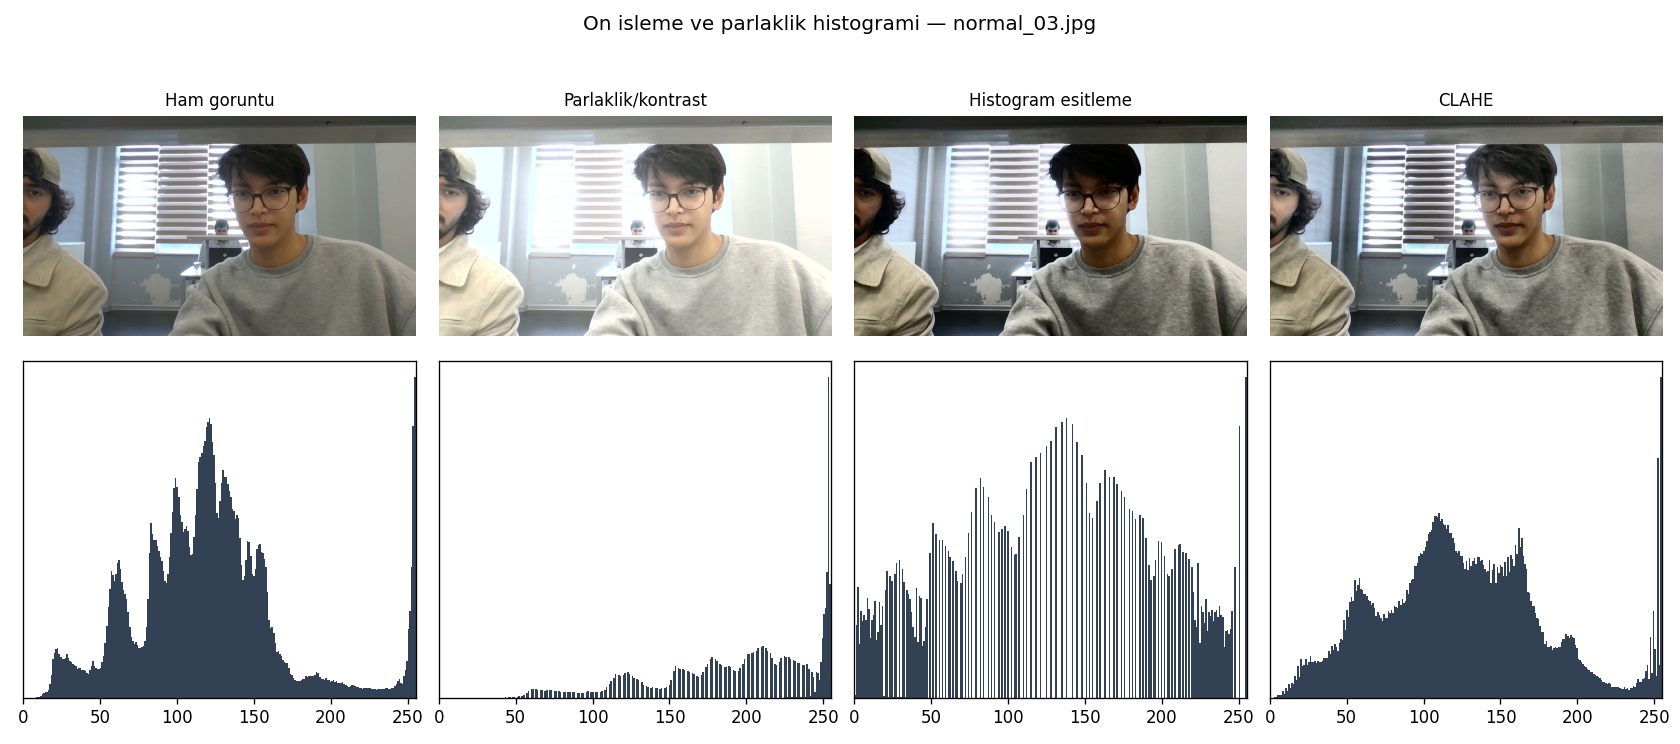 On isleme ve parlaklik histogrami — normal_03.jpg
Ham goruntu
Parlaklik/kontrast
Histogram esitleme
CLAHE
0 50 100 150 200 250
0 50 100 150 200 250
0 50 100 150 200 250
0 50 100 150 200 250